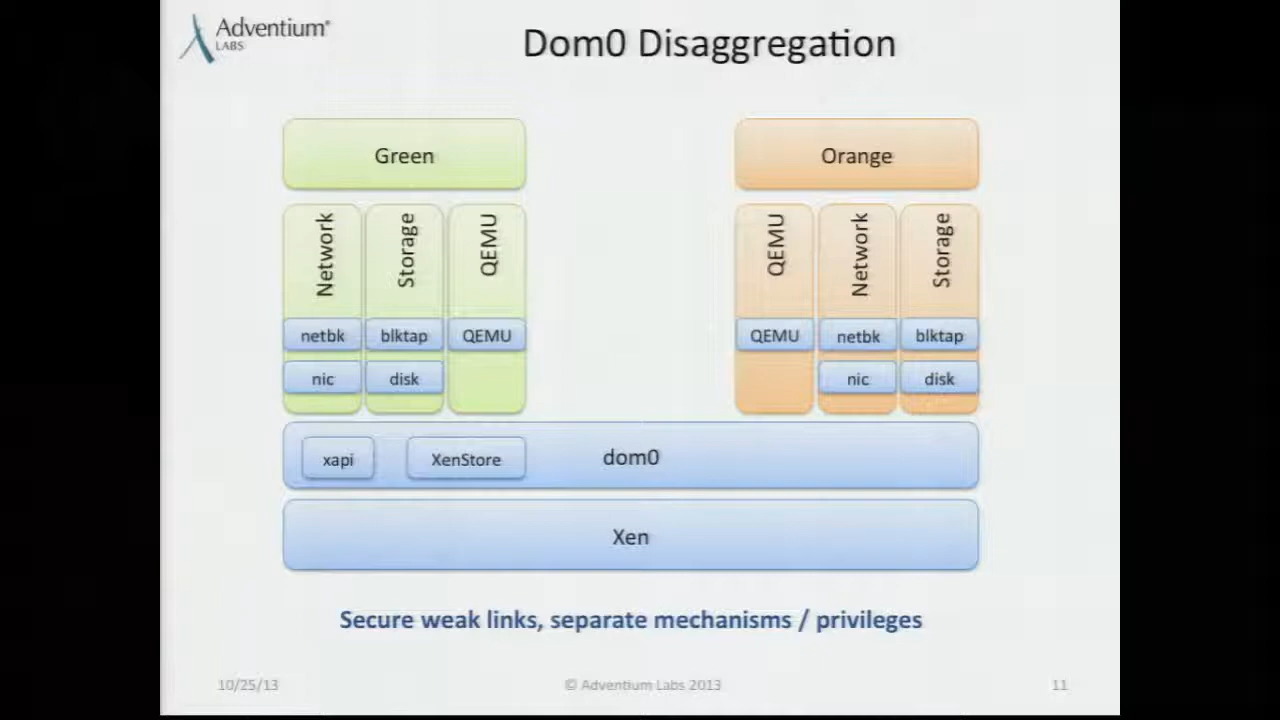 Adventium®
LABS
Dom0 Disaggregation
Green
Orange
Network
Storage
QEMU
QEMU
Network
Storage
netbk
blktap
QEMU
QEMU
netbk
blktap
nic
disk
nic
disk
xapi
XenStore
dom0
Xen
Secure weak links, separate mechanisms / privileges
10/25/13
© Adventium Labs 2013
11